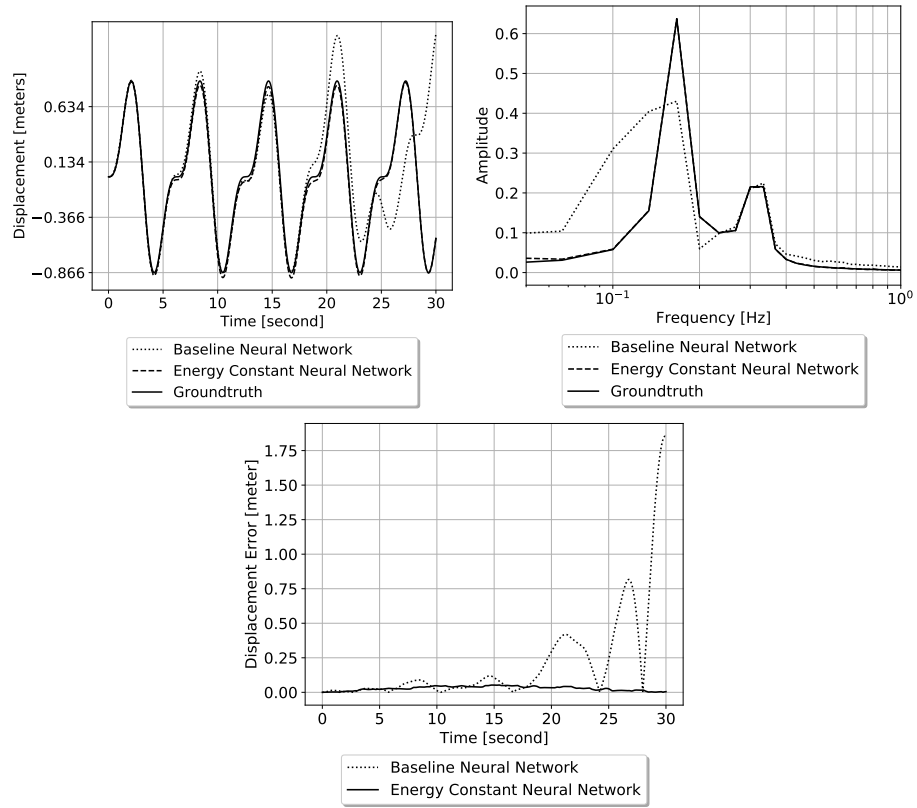 Displacement [meters]
0.634
0.134
−0.366
−0.866
0 5 10 15 20 25 30
Time [second]
Baseline Neural Network
Energy Constant Neural Network
Groundtruth
Amplitude
0.6
0.5
0.4
0.3
0.2
0.1
0.0
10⁻¹ 10⁰
Frequency [Hz]
Baseline Neural Network
Energy Constant Neural Network
Groundtruth
Displacement Error [meter]
1.75
1.50
1.25
1.00
0.75
0.50
0.25
0.00
0 5 10 15 20 25 30
Time [second]
Baseline Neural Network
Energy Constant Neural Network